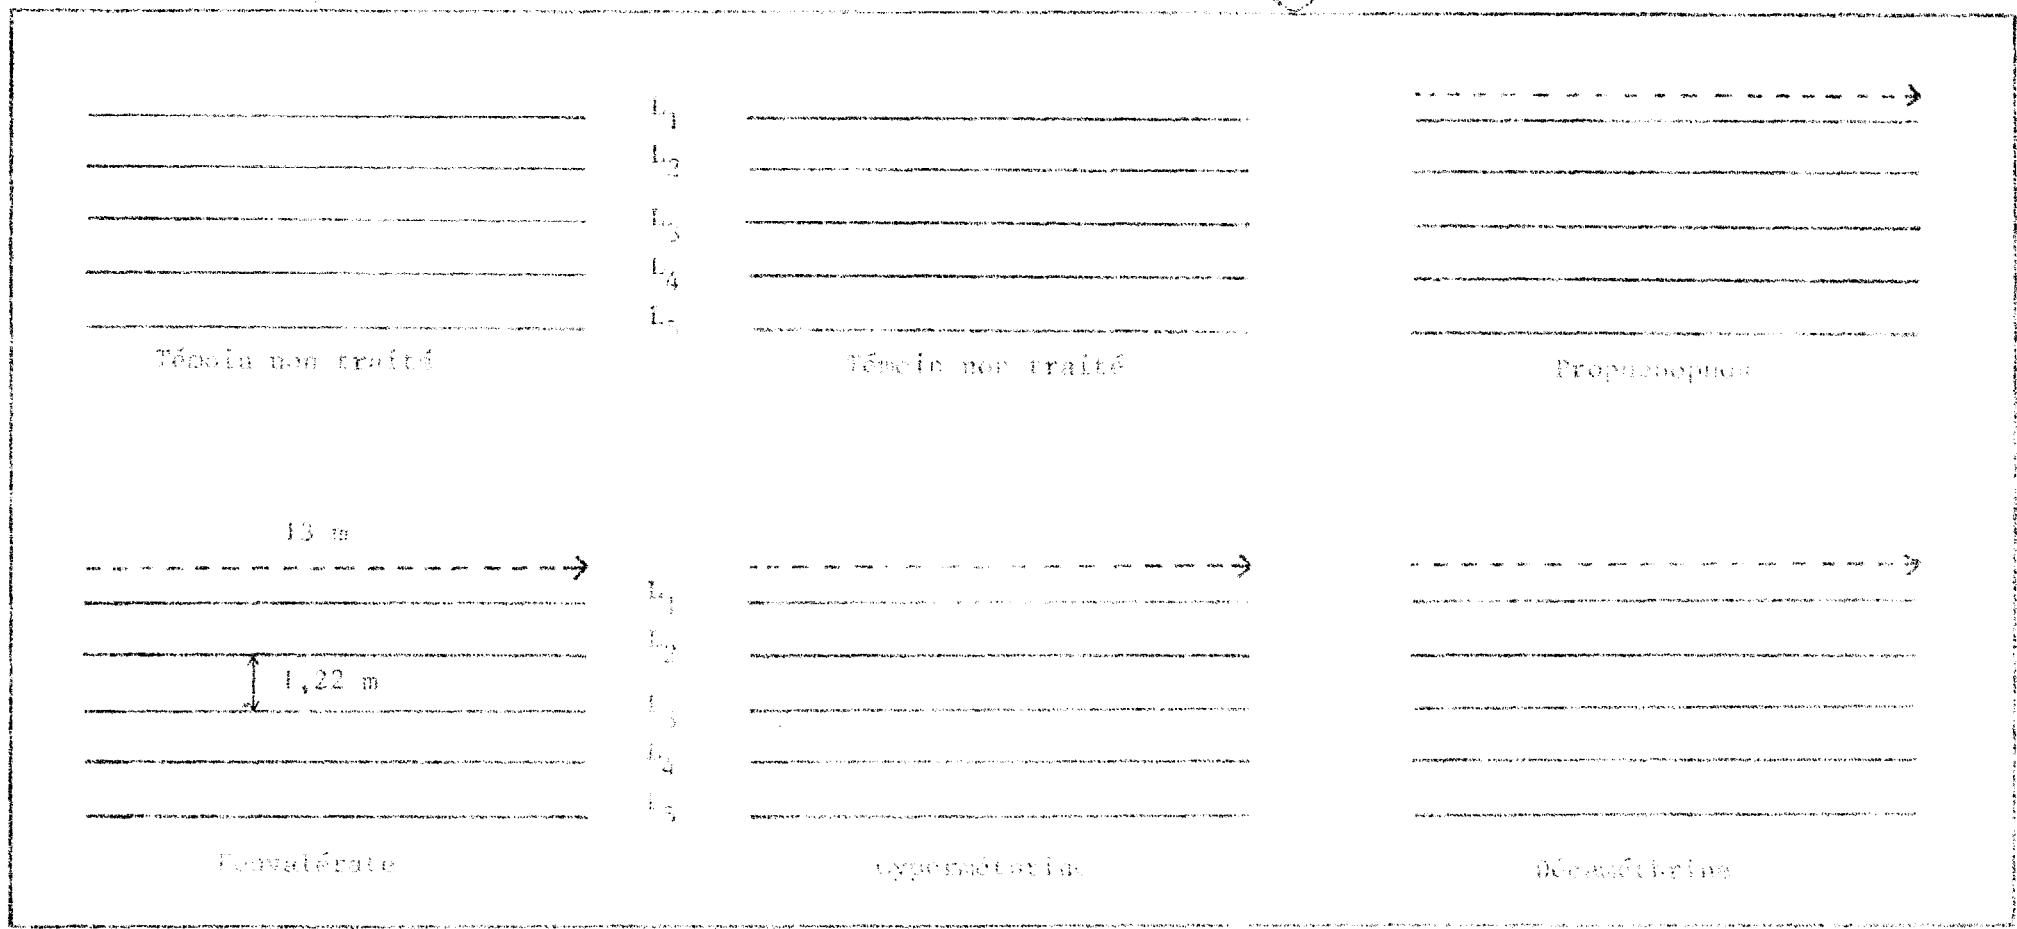 L1
L2
L3
L4
L5
Témoin non traité
Témoin non traité
13 m
L1
L2
1,22 m
L3
L4
L5
Fenvalérate
Décaméthrine